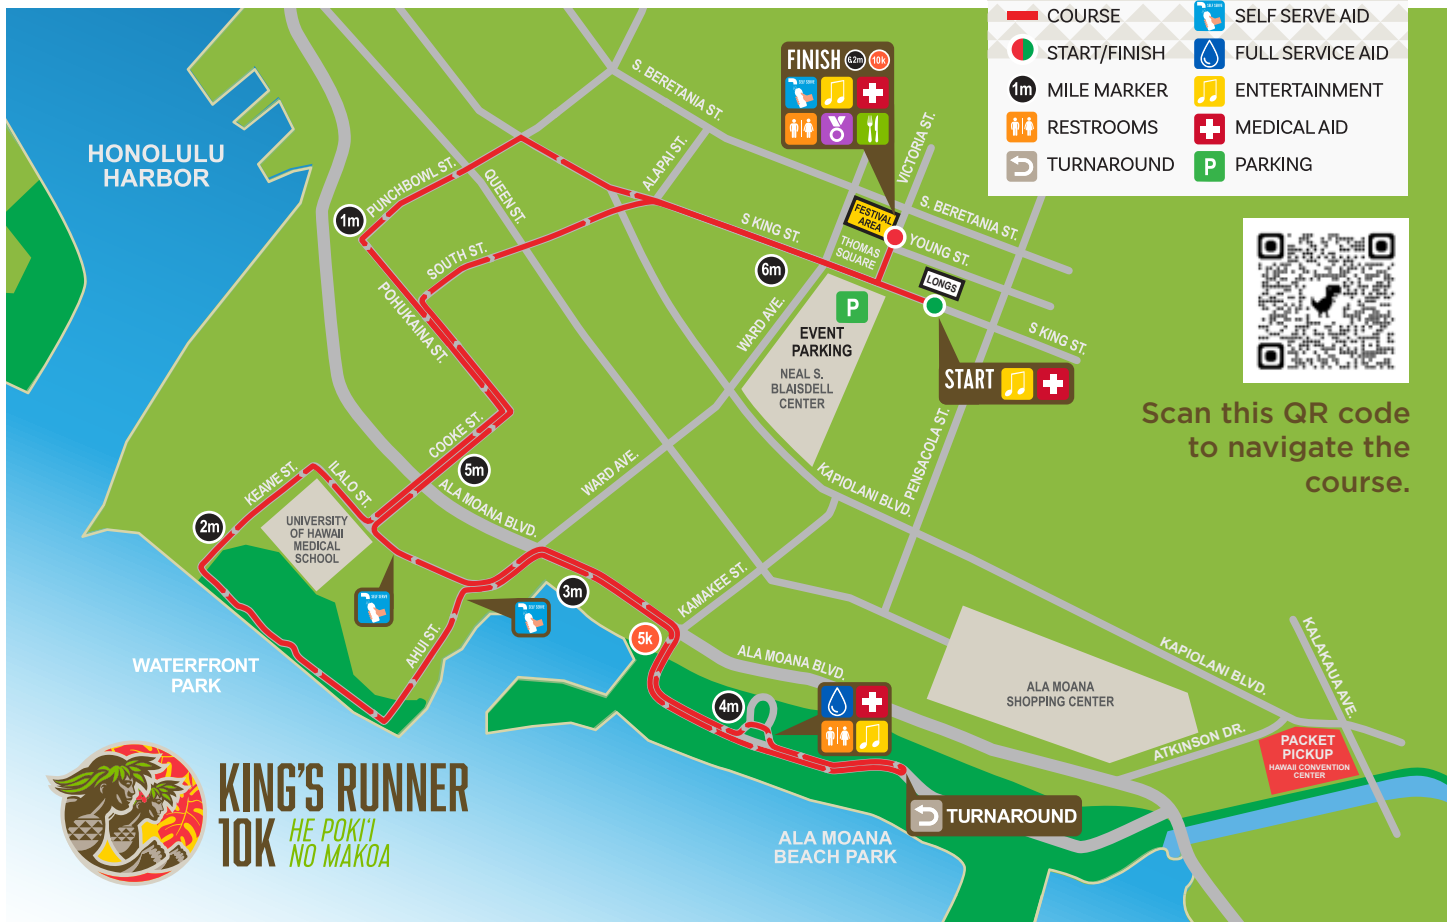 COURSE
START/FINISH
1m MILE MARKER
RESTROOMS
TURNAROUND
SELF SERVE AID
FULL SERVICE AID
ENTERTAINMENT
MEDICAL AID
P PARKING
HONOLULU
HARBOR
FINISH 6.2m 10k
S. BERETANIA ST.
ALAPAI ST.
VICTORIA ST.
PUNCHBOWL ST.
QUEEN ST.
1m
SOUTH ST.
S KING ST.
6m
FESTIVAL
AREA
THOMAS
SQUARE
S. BERETANIA ST.
YOUNG ST.
LONGS
S KING ST.
POHUKAINA ST.
WARD AVE.
P
EVENT
PARKING
NEAL S.
BLAISDELL
CENTER
START
PENSACOLA ST.
Scan this QR code
to navigate the
course.
COOKE ST.
5m
ALA MOANA BLVD.
WARD AVE.
KAPIOLANI BLVD.
KEAWE ST.
ILALO ST.
2m
UNIVERSITY
OF HAWAII
MEDICAL
SCHOOL
3m
KAMAKEE ST.
5k
AHUI ST.
WATERFRONT
PARK
ALA MOANA BLVD.
4m
ALA MOANA
SHOPPING CENTER
KAPIOLANI BLVD.
KALAKAUA AVE.
ATKINSON DR.
PACKET
PICKUP
HAWAII CONVENTION
CENTER
TURNAROUND
ALA MOANA
BEACH PARK
KING'S RUNNER
10K HE POKI'I
NO MAKOA